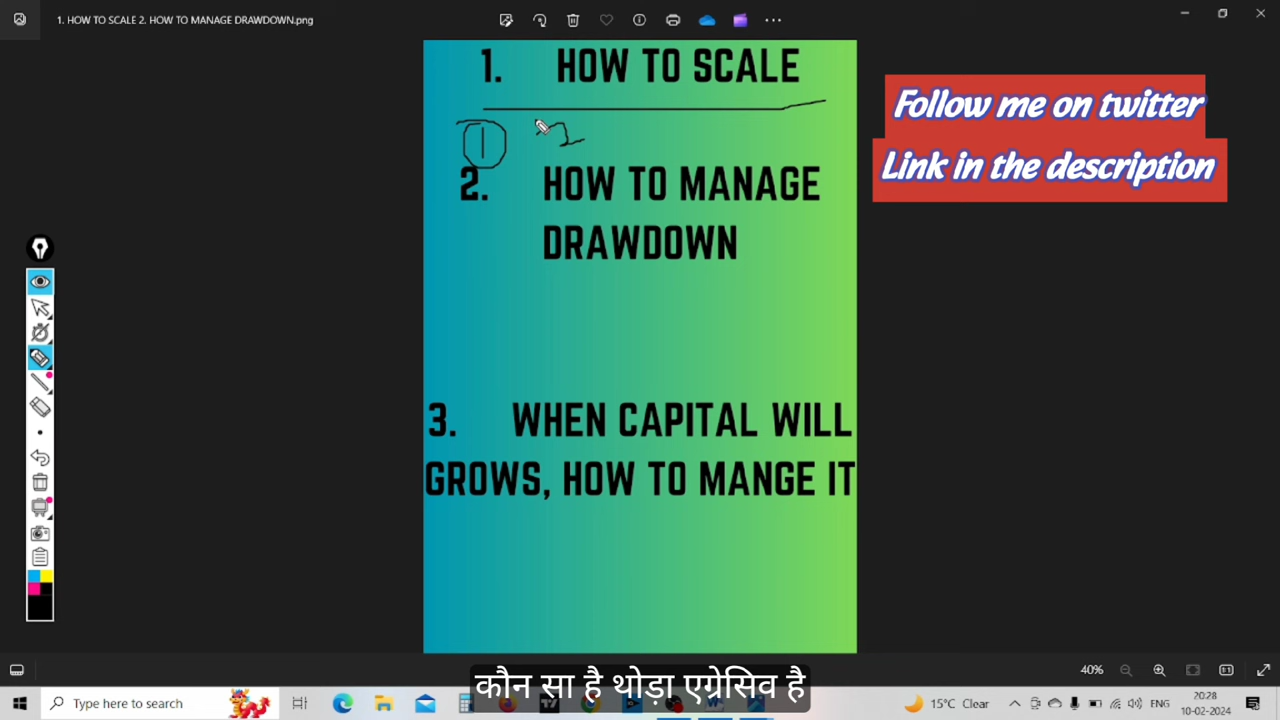 1. HOW TO SCALE 2. HOW TO MANAGE DRAWDOWN.png
1. HOW TO SCALE
1
2. HOW TO MANAGE
DRAWDOWN
3. WHEN CAPITAL WILL
GROWS, HOW TO MANGE IT
Follow me on twitter
Link in the description
कौन सा है थोड़ा एग्रेसिव है
40%
Type here to search
15°C Clear
ENG
20:28
10-02-2024